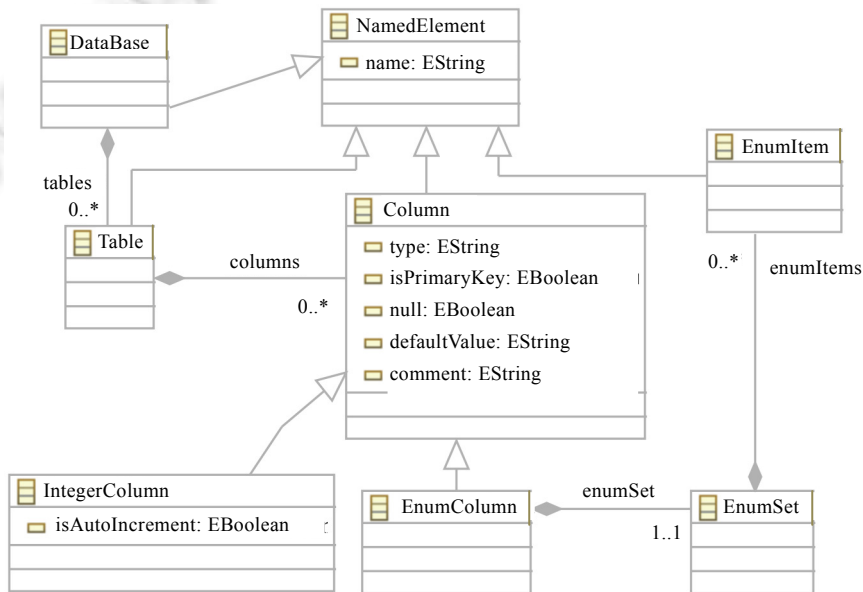 DataBase
NamedElement
name: EString
EnumItem
tables
0..*
Table
columns
0..*
Column
type: EString
isPrimaryKey: EBoolean
null: EBoolean
defaultValue: EString
comment: EString
0..*
enumItems
IntegerColumn
isAutoIncrement: EBoolean
EnumColumn
enumSet
1..1
EnumSet